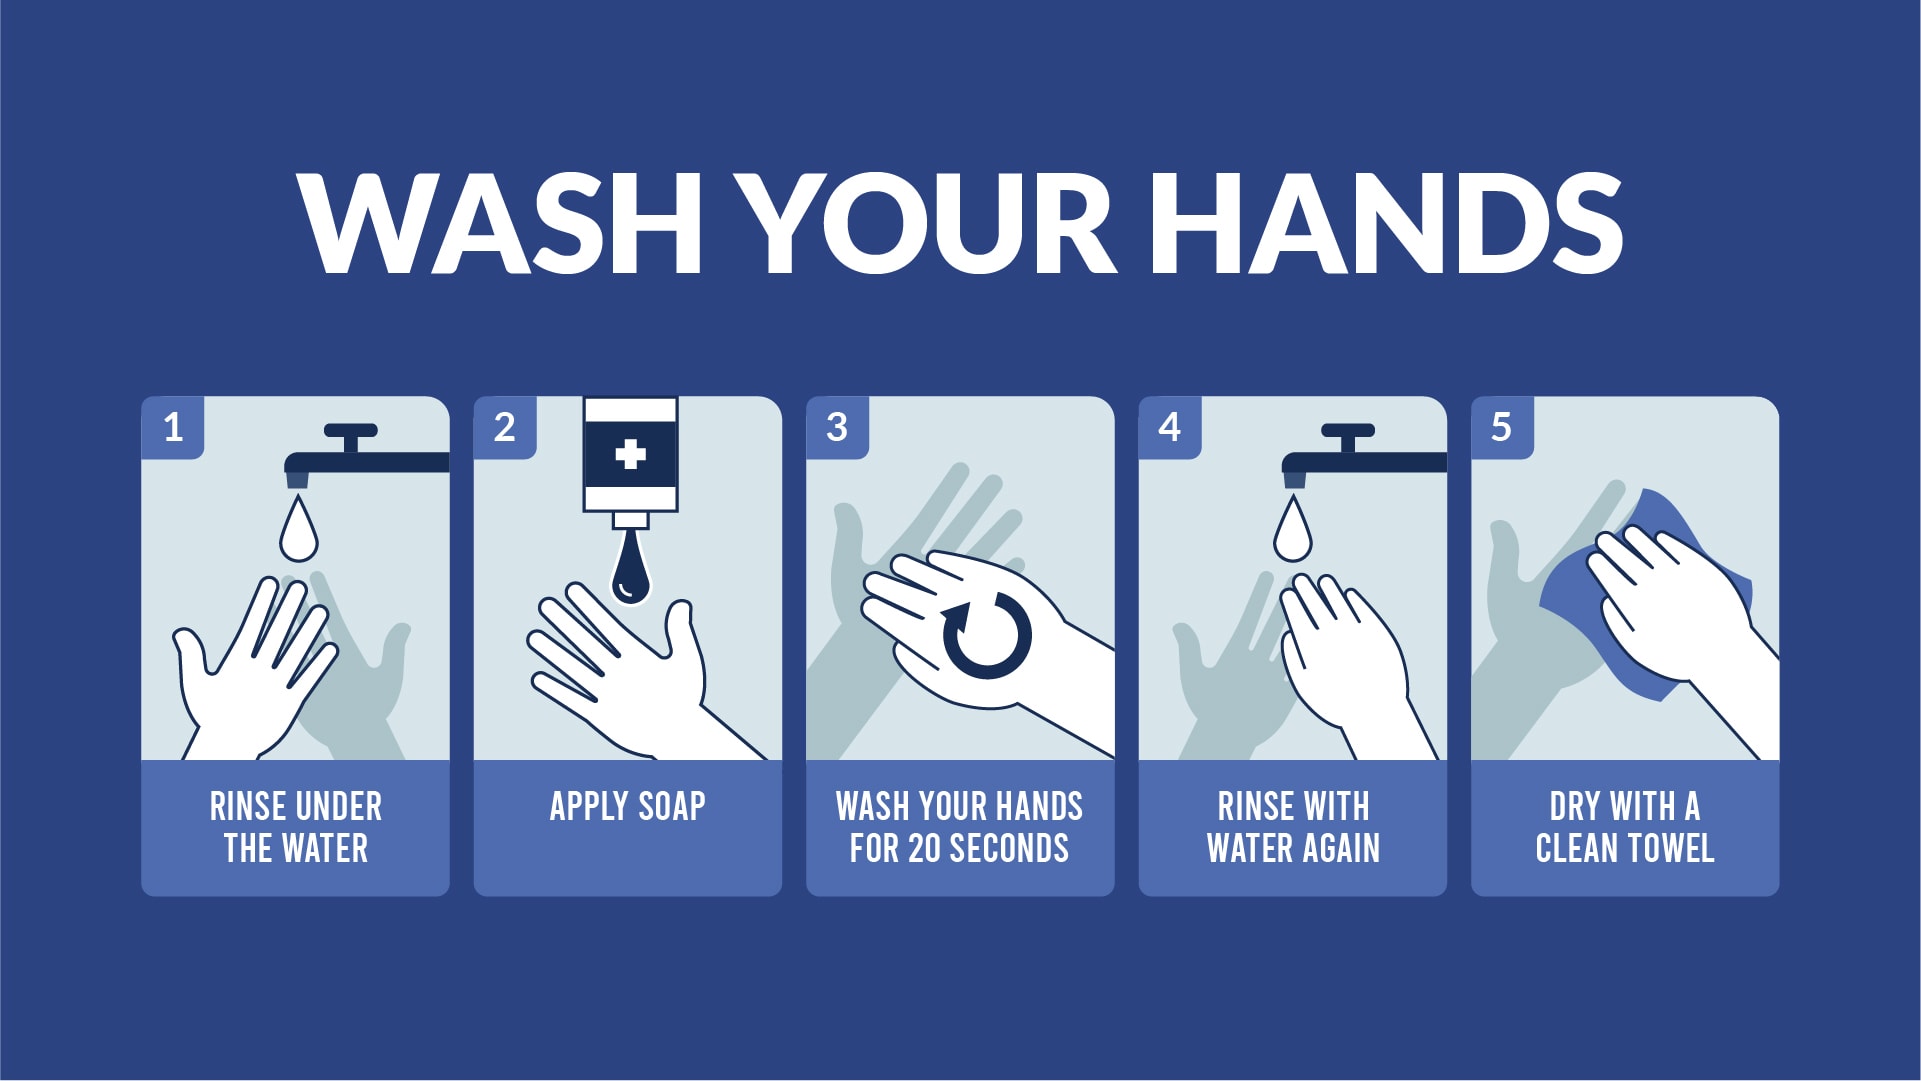 WASH YOUR HANDS
1
RINSE UNDER
THE WATER
2
APPLY SOAP
3
WASH YOUR HANDS
FOR 20 SECONDS
4
RINSE WITH
WATER AGAIN
5
DRY WITH A
CLEAN TOWEL